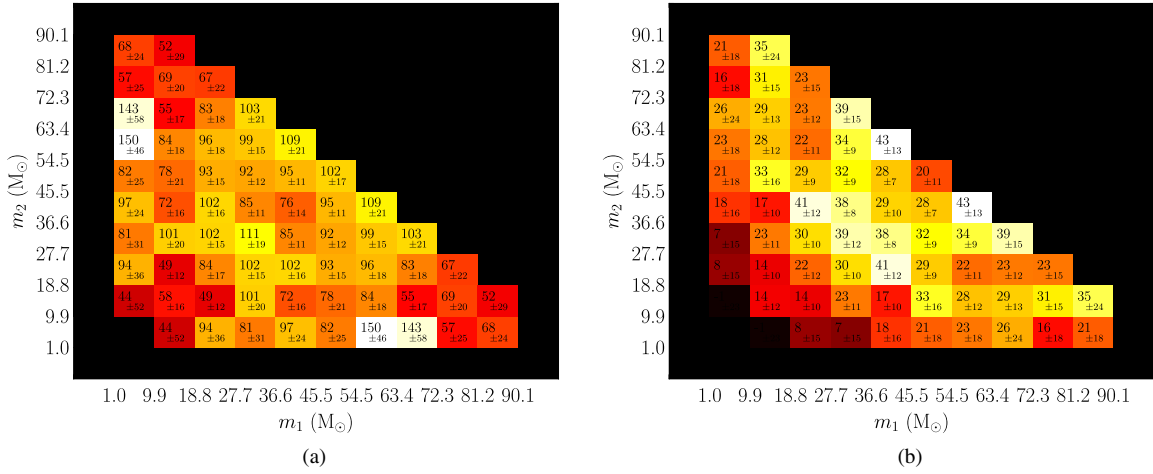 90.1
68 ±24 52 ±29
81.2
57 ±25 69 ±20 67 ±22
72.3
143 ±58 55 ±17 83 ±18 103 ±21
63.4
150 ±46 84 ±18 96 ±18 99 ±15 109 ±21
54.5
82 ±25 78 ±21 93 ±15 92 ±12 95 ±11 102 ±17
45.5
97 ±24 72 ±16 102 ±16 85 ±11 76 ±14 95 ±11 109 ±21
36.6
81 ±31 101 ±20 102 ±15 111 ±19 85 ±11 92 ±12 99 ±15 103 ±21
27.7
94 ±36 49 ±12 84 ±17 102 ±15 102 ±16 93 ±15 96 ±18 83 ±18 67 ±22
18.8
44 ±52 58 ±16 49 ±12 101 ±20 72 ±16 78 ±21 84 ±18 55 ±17 69 ±20 52 ±29
9.9
44 ±52 94 ±36 81 ±31 97 ±24 82 ±25 150 ±46 143 ±58 57 ±25 68 ±24
1.0
m₂ (M⊙)
1.0 9.9 18.8 27.7 36.6 45.5 54.5 63.4 72.3 81.2 90.1
m₁ (M⊙)
(a)
90.1
21 ±18 35 ±24
81.2
16 ±18 31 ±15 23 ±15
72.3
26 ±24 29 ±13 23 ±12 39 ±15
63.4
23 ±18 28 ±12 22 ±11 34 ±9 43 ±13
54.5
21 ±18 33 ±16 29 ±9 32 ±9 28 ±7 20 ±11
45.5
18 ±16 17 ±10 41 ±12 38 ±8 29 ±10 28 ±7 43 ±13
36.6
7 ±15 23 ±11 30 ±10 39 ±12 38 ±8 32 ±9 34 ±9 39 ±15
27.7
8 ±15 14 ±10 22 ±12 30 ±10 41 ±12 29 ±9 22 ±11 23 ±12 23 ±15
18.8
14 ±12 14 ±10 23 ±11 17 ±10 33 ±16 28 ±12 29 ±13 31 ±15 35 ±24
9.9
8 ±15 7 ±15 18 ±16 21 ±18 23 ±18 26 ±24 16 ±18 21 ±18
1.0
m₂ (M⊙)
1.0 9.9 18.8 27.7 36.6 45.5 54.5 63.4 72.3 81.2 90.1
m₁ (M⊙)
(b)